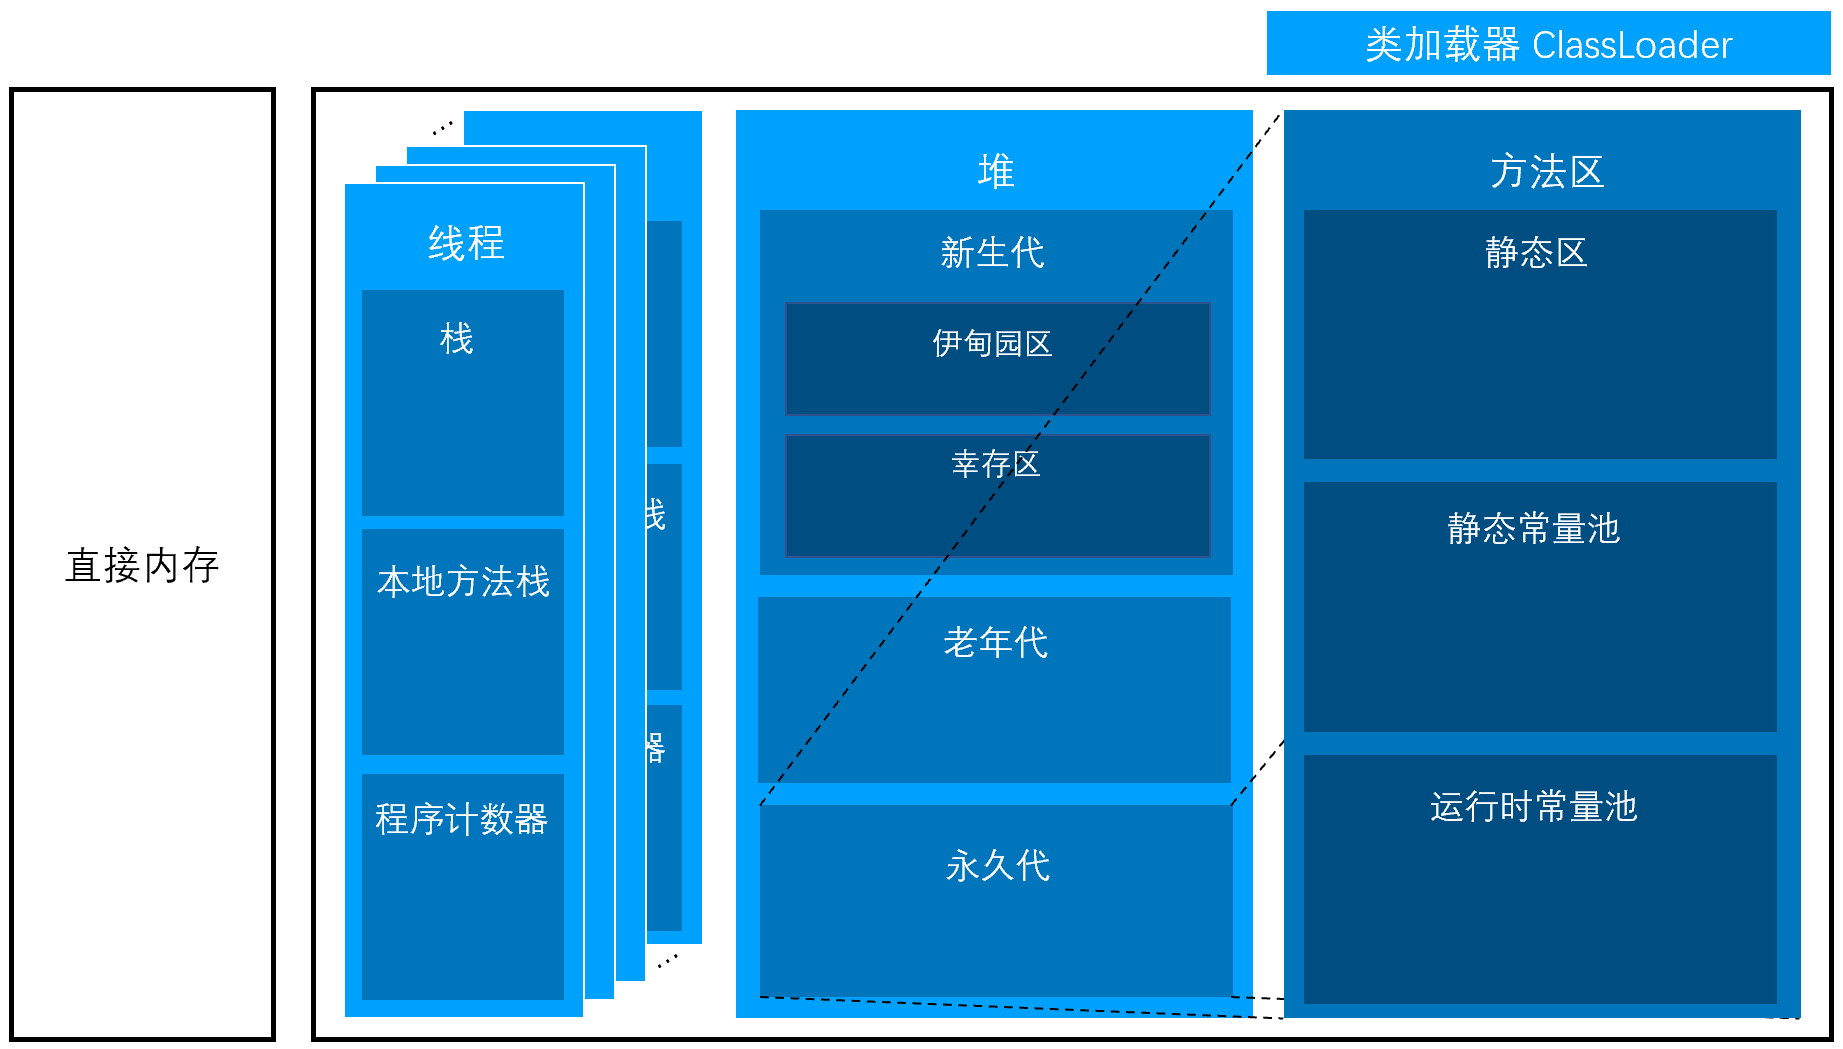 类加载器 ClassLoader
直接内存
线程
栈
本地方法栈
程序计数器
栈
器
堆
新生代
伊甸园区
幸存区
老年代
永久代
方法区
静态区
静态常量池
运行时常量池